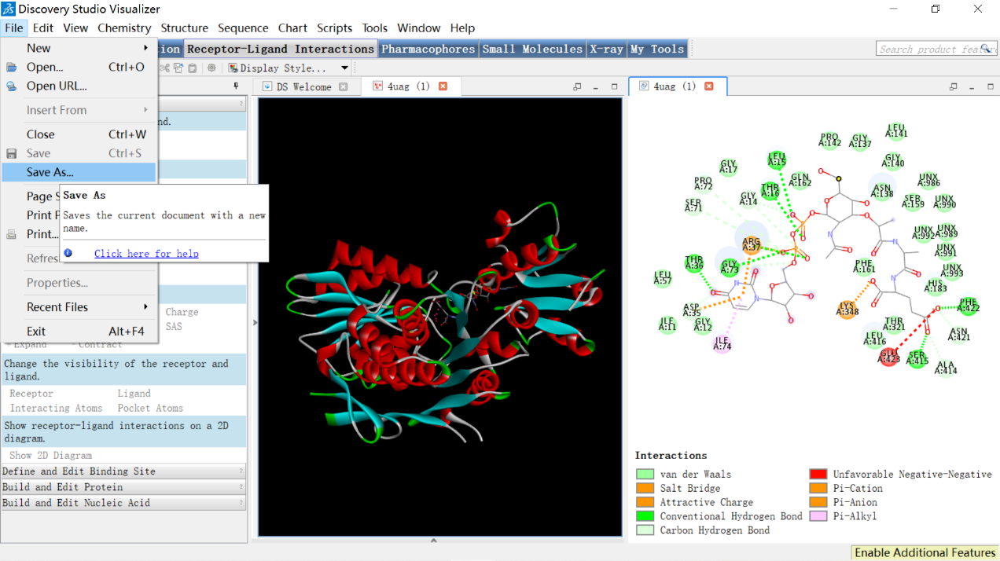 Discovery Studio Visualizer
File Edit View Chemistry Structure Sequence Chart Scripts Tools Window Help
Receptor-Ligand Interactions Pharmacophores Small Molecules X-ray My Tools
Search product
Display Style...
New
Open... Ctrl+O
Open URL...
Insert From
Close Ctrl+W
Save Ctrl+S
Save As...
Save As
Saves the current document with a new
name.
Click here for help
Print...
Properties...
Recent Files
Exit Alt+F4
Charge
SAS
Expand - Contract
Change the visibility of the receptor and
ligand.
Receptor Ligand
Interacting Atoms Pocket Atoms
Show receptor-ligand interactions on a 2D
diagram.
Show 2D Diagram
Define and Edit Binding Site ?
Build and Edit Protein ?
Build and Edit Nucleic Acid ?
DS Welcome
4uag (1)
4uag (1)
LEU
A:141
PRO
A:142
GLY
A:137
LEU
A:15
GLY
A:140
GLY
A:17
GLN
A:162
UNX
A:986
PRO
A:72
THR
A:16
ASN
A:138
GLY
A:14
SER
A:159
UNX
A:990
SER
A:71
UNX
A:992
UNX
A:989
ARG
A:37
UNX
A:991
THR
A:36
GLY
A:73
PHE
A:161
UNX
A:993
LEU
A:57
HIS
A:183
ASP
A:35
LYS
A:348
PHE
A:422
ILE
A:11
GLY
A:12
THR
A:321
ASN
A:421
ILE
A:74
LEU
A:416
GLU
A:423
SER
A:415
ALA
A:414
Interactions
van der Waals
Salt Bridge
Attractive Charge
Conventional Hydrogen Bond
Carbon Hydrogen Bond
Unfavorable Negative-Negative
Pi-Cation
Pi-Anion
Pi-Alkyl
Enable Additional Features